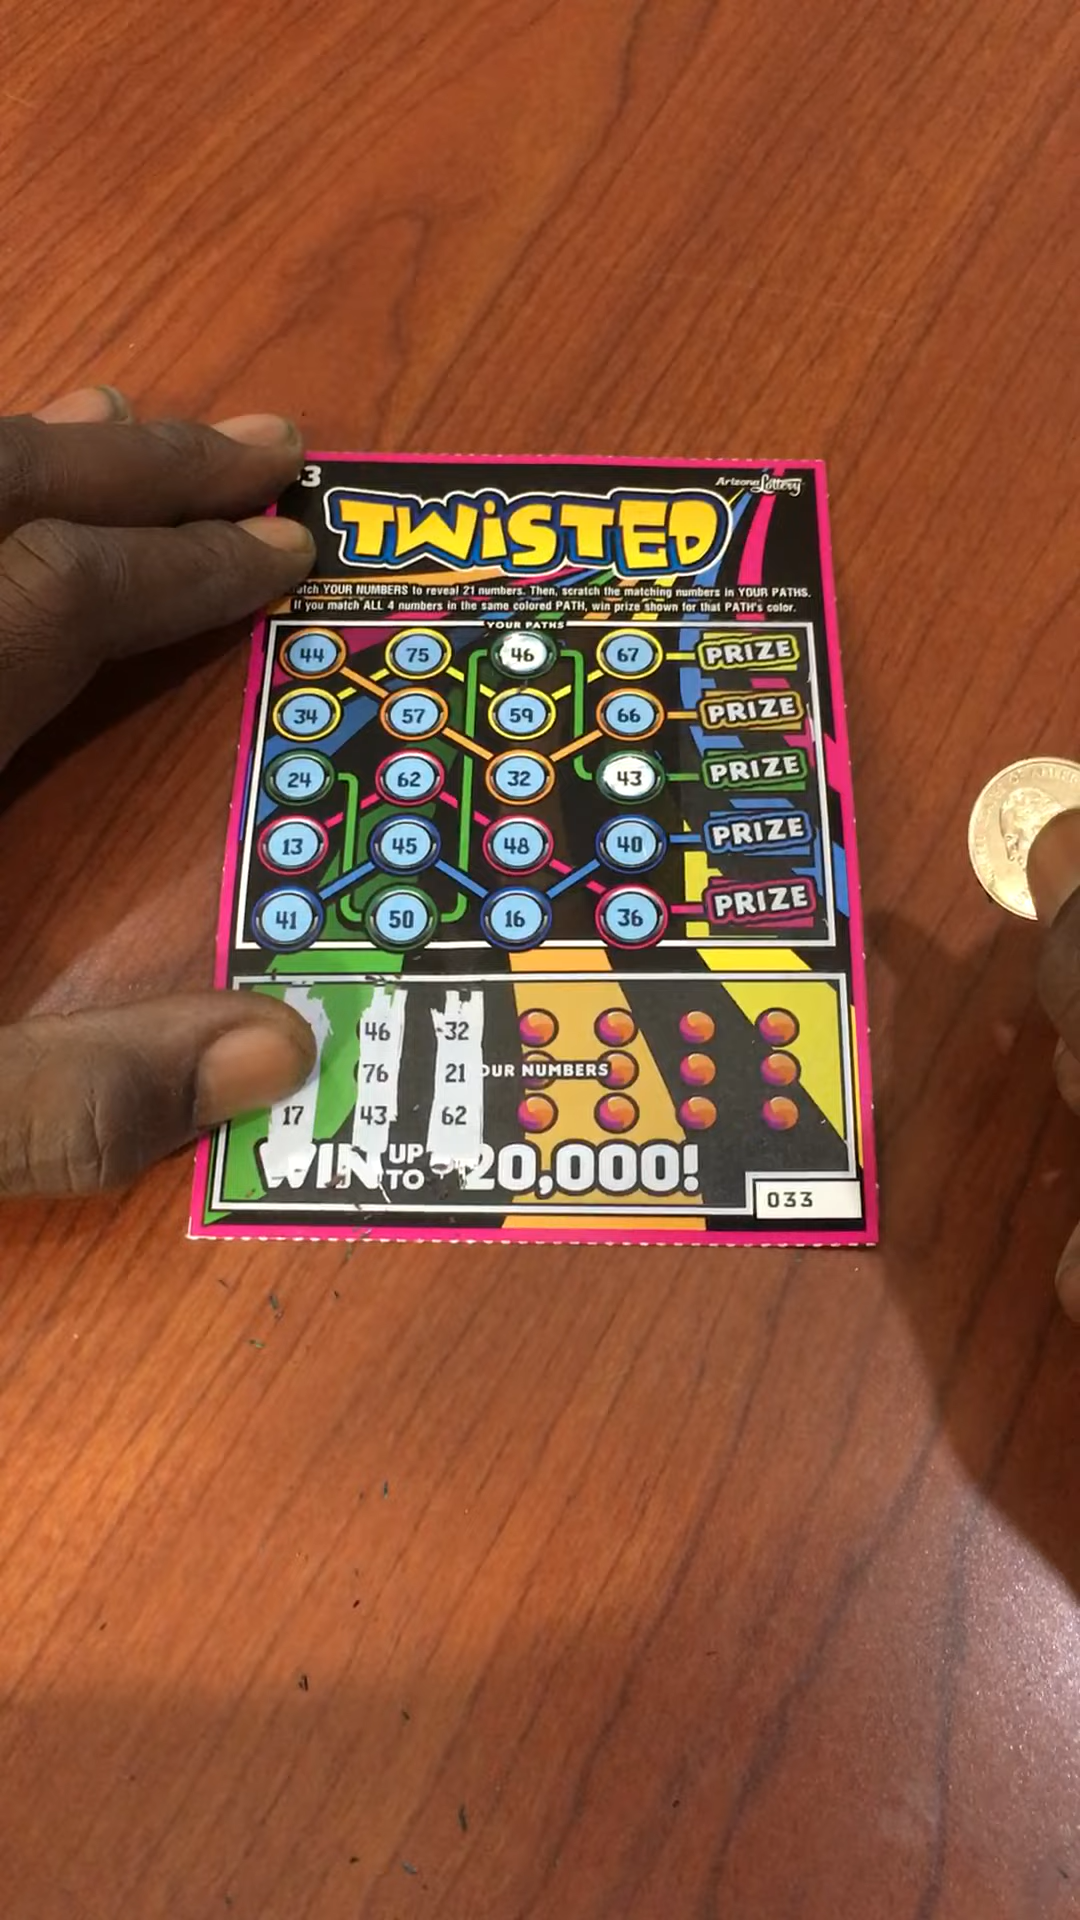 $3
Arizona Lottery
TWISTED
YOUR NUMBERS to reveal 21 numbers. Then, scratch the matching numbers in YOUR PATHS.
If you match ALL 4 numbers in the same colored PATH, win prize shown for that PATH's color.
YOUR PATHS
44 75 46 67 PRIZE
34 57 59 66 PRIZE
24 62 32 43 PRIZE
13 45 48 40 PRIZE
41 50 16 36 PRIZE
46 32
76 21 OUR NUMBERS
17 43 62
WIN UP TO $20,000!
033